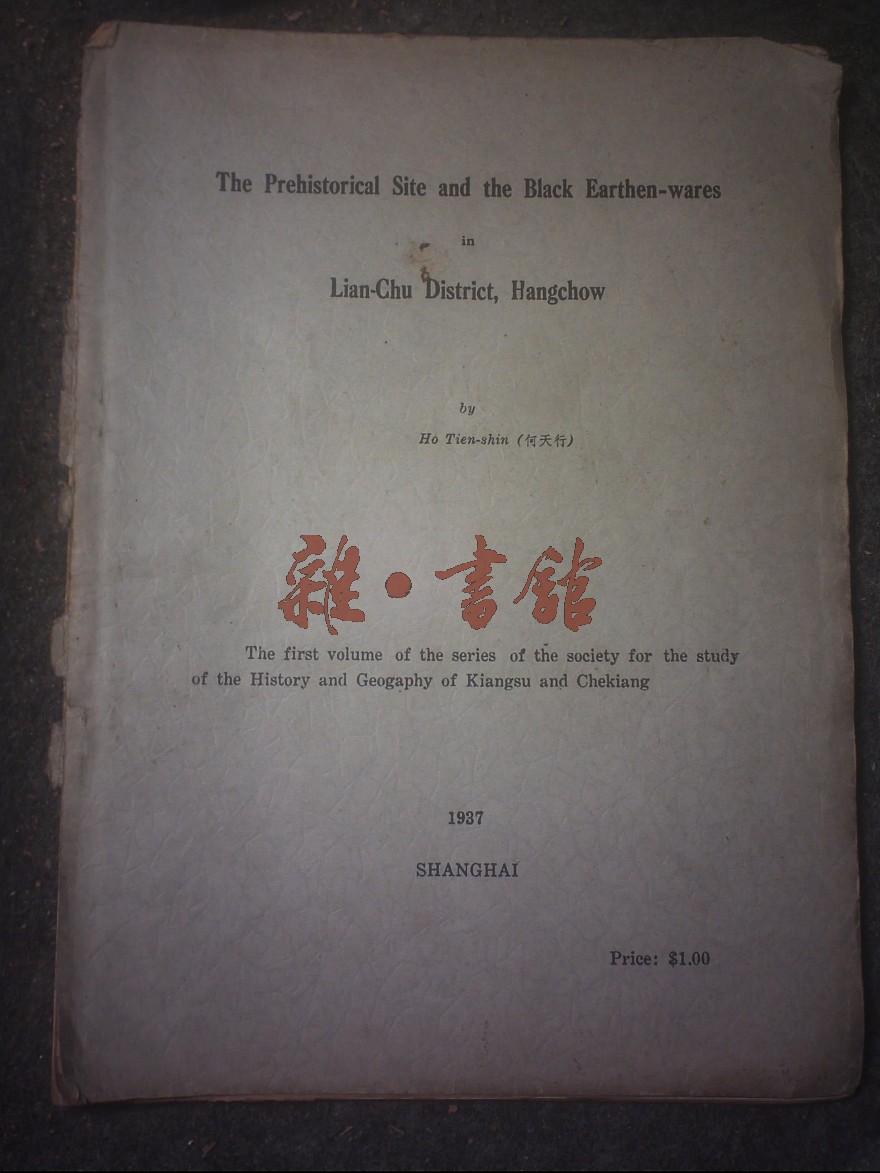 The Prehistorical Site and the Black Earthen-wares
in
Lian-Chu District, Hangchow
by
Ho Tien-shin (何天行)
雜·書館
The first volume of the series of the society for the study
of the History and Geogaphy of Kiangsu and Chekiang
1937
SHANGHAI
Price: $1.00